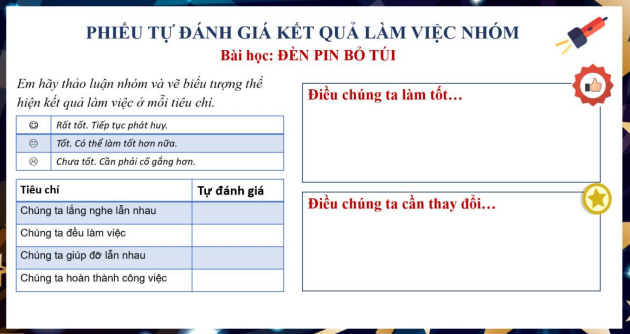 PHIẾU TỰ ĐÁNH GIÁ KẾT QUẢ LÀM VIỆC NHÓM
Bài học: ĐÈN PIN BỎ TÚI
Em hãy thảo luận nhóm và vẽ biểu tượng thể
hiện kết quả làm việc ở mỗi tiêu chí.
☺ Rất tốt. Tiếp tục phát huy.
😐 Tốt. Có thể làm tốt hơn nữa.
☹ Chưa tốt. Cần phải cố gắng hơn.
Tiêu chí Tự đánh giá
Chúng ta lắng nghe lẫn nhau
Chúng ta đều làm việc
Chúng ta giúp đỡ lẫn nhau
Chúng ta hoàn thành công việc
Điều chúng ta làm tốt…
Điều chúng ta cần thay đổi…